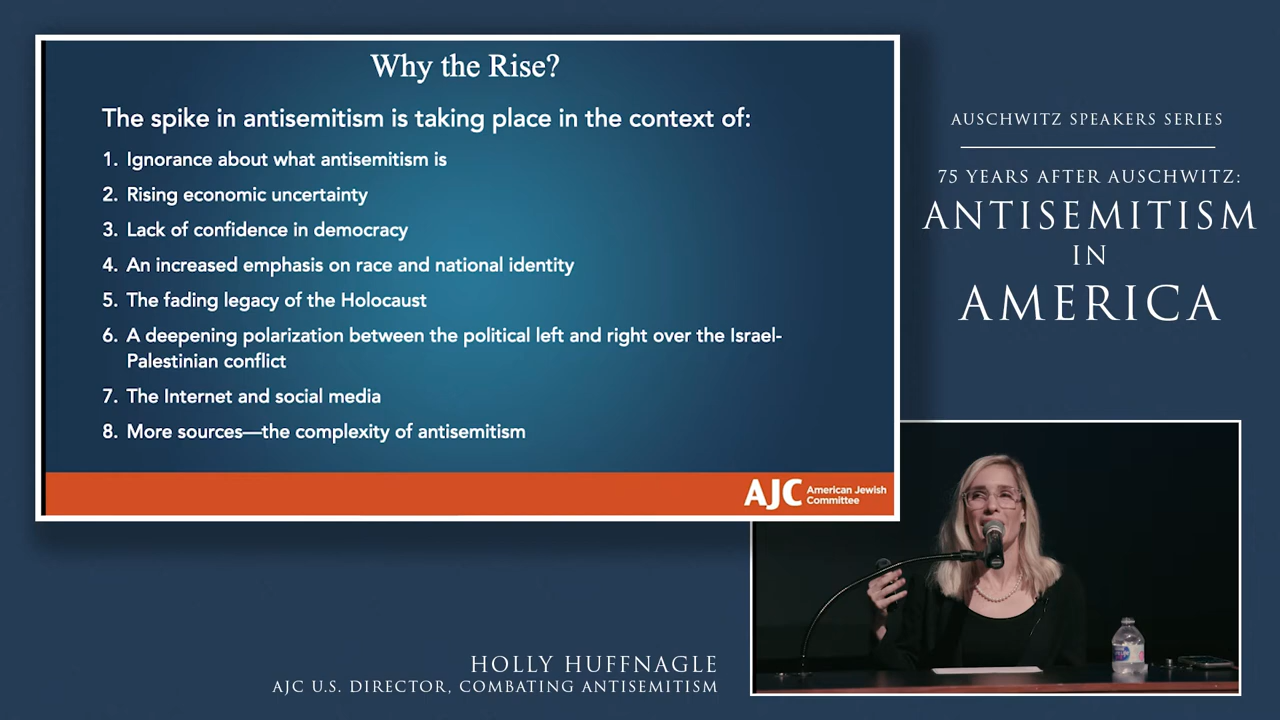 Why the Rise?
The spike in antisemitism is taking place in the context of:
1. Ignorance about what antisemitism is
2. Rising economic uncertainty
3. Lack of confidence in democracy
4. An increased emphasis on race and national identity
5. The fading legacy of the Holocaust
6. A deepening polarization between the political left and right over the Israel-
Palestinian conflict
7. The Internet and social media
8. More sources—the complexity of antisemitism
AJC American Jewish
Committee
AUSCHWITZ SPEAKERS SERIES
75 YEARS AFTER AUSCHWITZ:
ANTISEMITISM
IN
AMERICA
HOLLY HUFFNAGLE
AJC U.S. DIRECTOR, COMBATING ANTISEMITISM